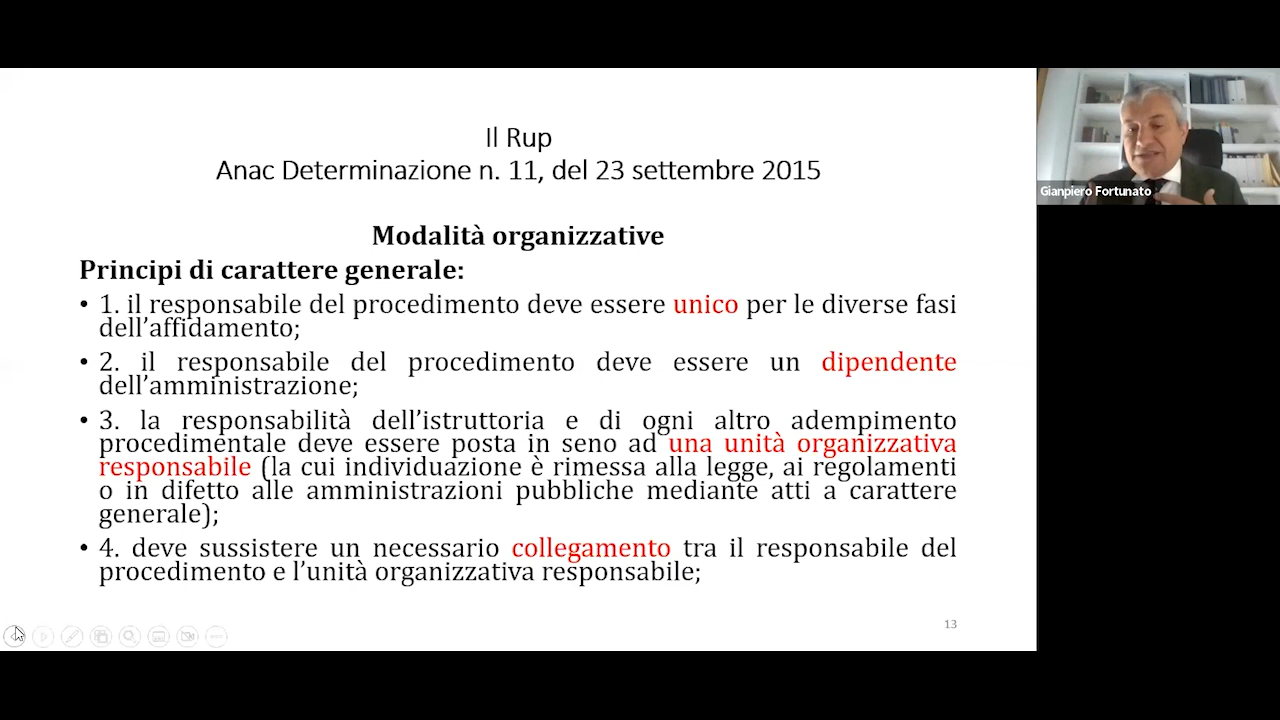 Il Rup
Anac Determinazione n. 11, del 23 settembre 2015
Modalità organizzative
Principi di carattere generale:
• 1. il responsabile del procedimento deve essere unico per le diverse fasi
dell’affidamento;
• 2. il responsabile del procedimento deve essere un dipendente
dell’amministrazione;
• 3. la responsabilità dell’istruttoria e di ogni altro adempimento
procedimentale deve essere posta in seno ad una unità organizzativa
responsabile (la cui individuazione è rimessa alla legge, ai regolamenti
o in difetto alle amministrazioni pubbliche mediante atti a carattere
generale);
• 4. deve sussistere un necessario collegamento tra il responsabile del
procedimento e l’unità organizzativa responsabile;
13
Gianpiero Fortunato